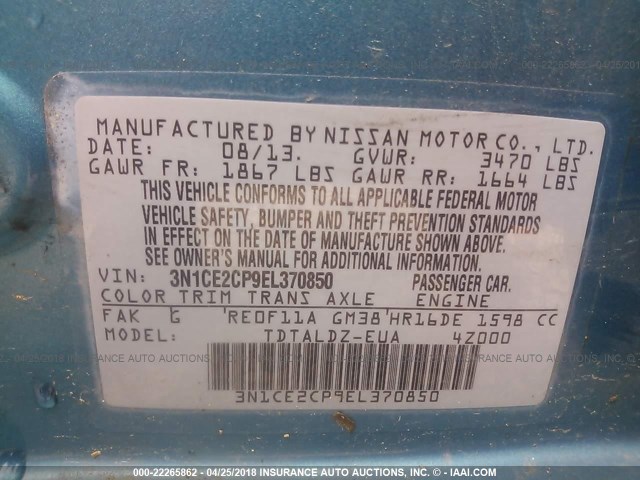 MANUFACTURED BY NISSAN MOTOR CO., LTD.
DATE: 08/13. GVWR: 3470 LBS
GAWR FR: 1867 LBS GAWR RR: 1664 LBS
THIS VEHICLE CONFORMS TO ALL APPLICABLE FEDERAL MOTOR
VEHICLE SAFETY, BUMPER AND THEFT PREVENTION STANDARDS
IN EFFECT ON THE DATE OF MANUFACTURE SHOWN ABOVE.
SEE OWNER'S MANUAL FOR ADDITIONAL INFORMATION.
VIN: 3N1CE2CP9EL370850 PASSENGER CAR.
COLOR TRIM TRANS AXLE ENGINE
FAK G RE0F11A GM38 HR16DE 1598 CC
MODEL: TDTALDZ-EUA 4Z000
3N1CE2CP9EL370850
000-22265862 - 04/25/2018 - INSURANCE AUTO AUCTIONS, INC. - © - IAAI.COM